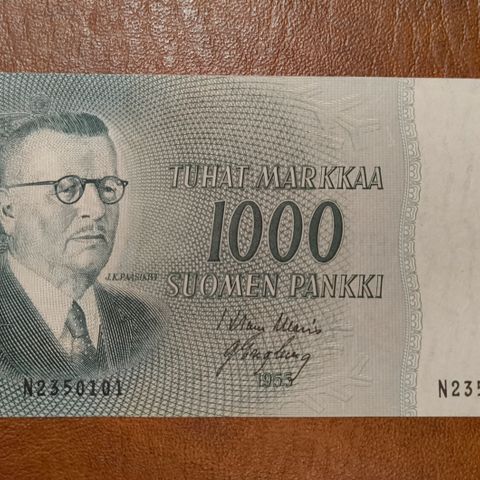 TUHAT MARKKAA
1000
J.K.PAASIKIVI
SUOMEN PANKKI
1955
N2350101
N235